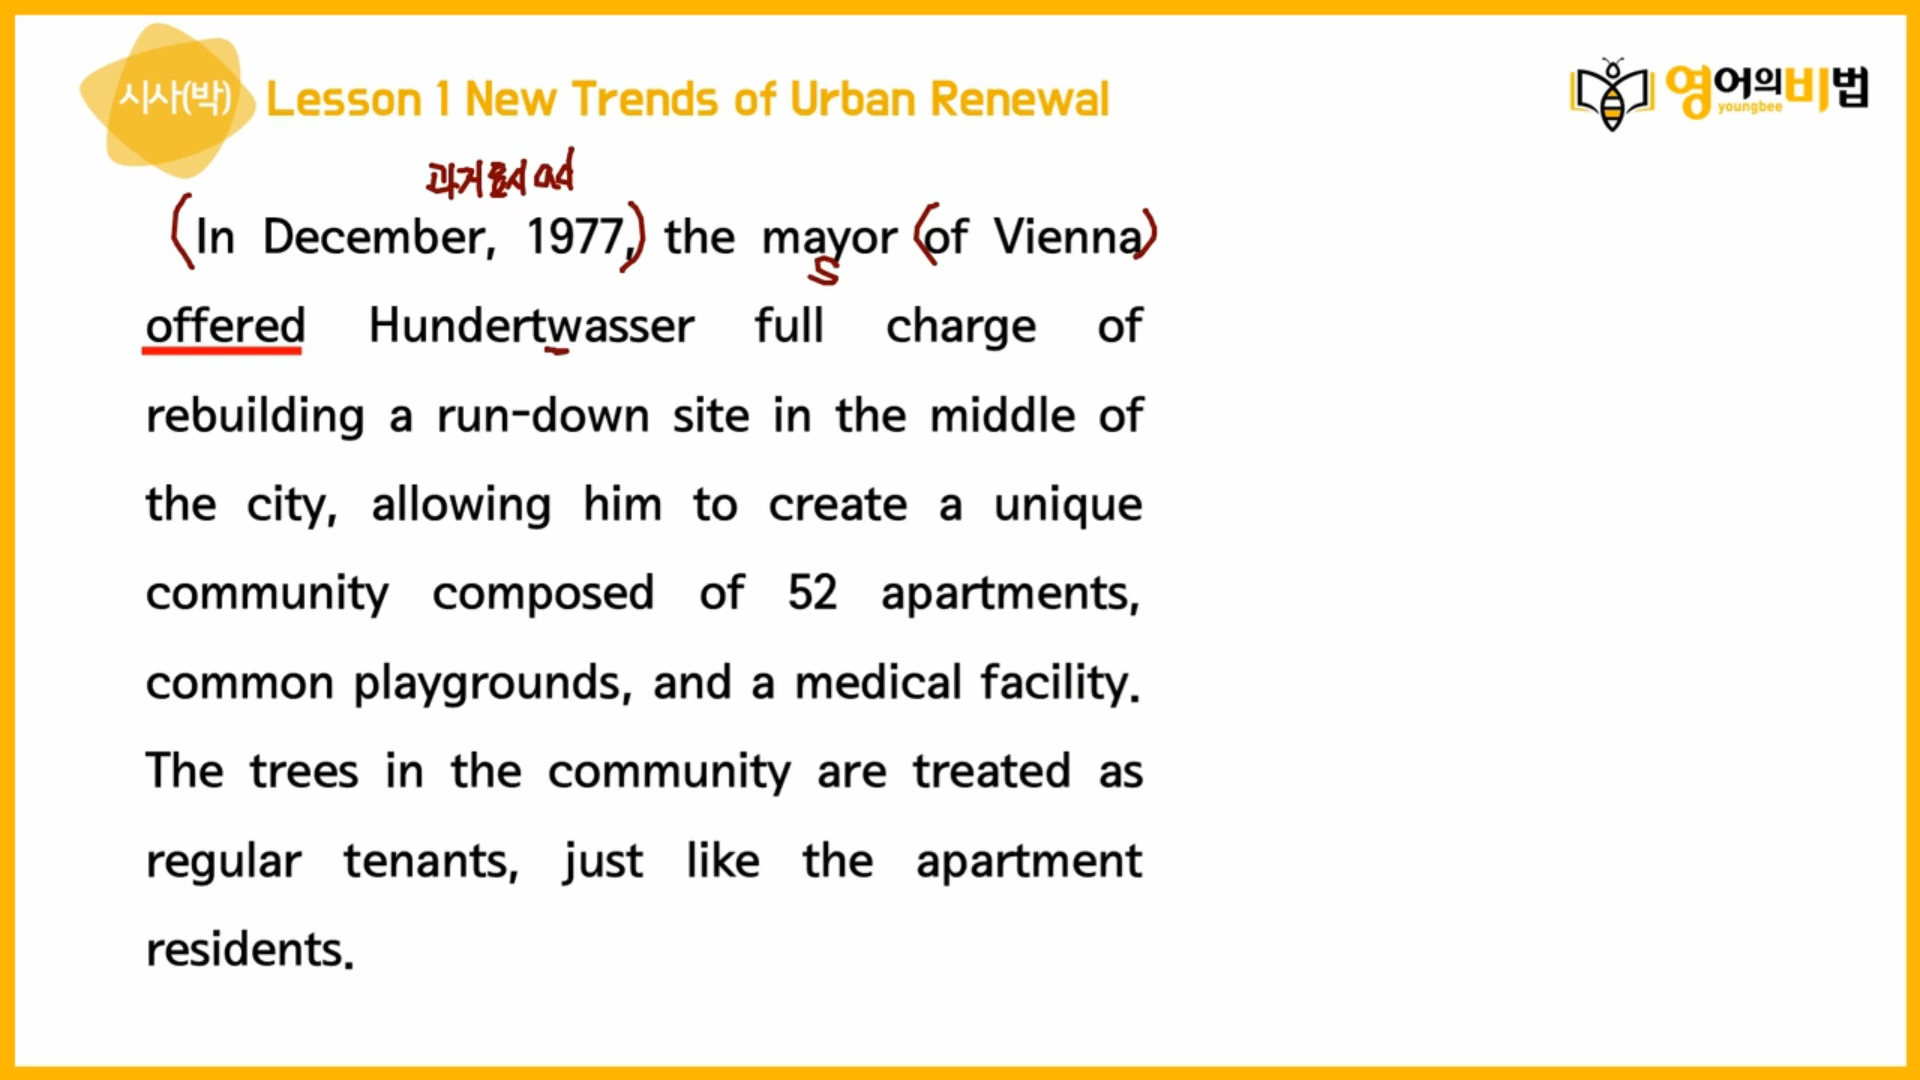 시사(박) Lesson 1 New Trends of Urban Renewal
영어의비법
youngbee
과거표시 ad
(In December, 1977,) the mayor (of Vienna)
S
offered Hundertwasser full charge of
rebuilding a run-down site in the middle of
the city, allowing him to create a unique
community composed of 52 apartments,
common playgrounds, and a medical facility.
The trees in the community are treated as
regular tenants, just like the apartment
residents.